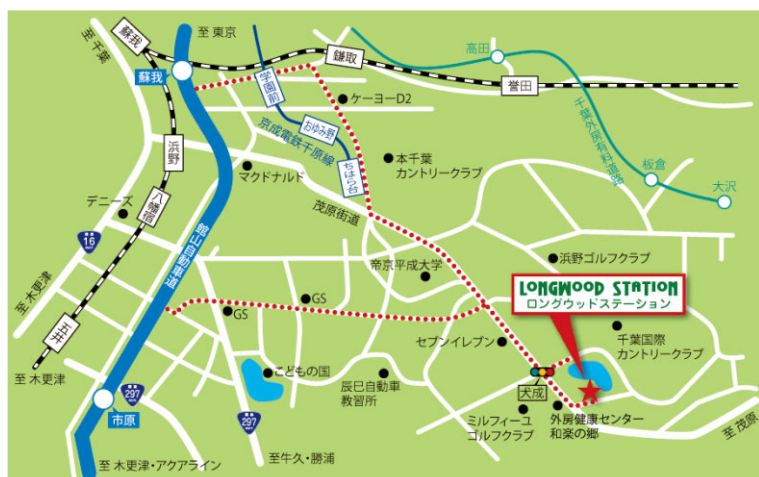 至 千葉
蘇我
至 東京
蘇我
鎌取
高田
誉田
学園前
ケーヨーD2
おゆみ野
京成電鉄千原線
ちはら台
千葉外房有料道路
浜野
マクドナルド
本千葉
カントリークラブ
板倉
大沢
デニーズ
八幡宿
茂原街道
国道
16
館山自動車道
帝京平成大学
浜野ゴルフクラブ
LONGWOOD STATION
ロングウッドステーション
至 木更津
GS
GS
五井
セブンイレブン
千葉国際
カントリークラブ
至 木更津
こどもの国
辰巳自動車
教習所
犬成
国道
297
市原
国道
297
ミルフィーユ
ゴルフクラブ
外房健康センター
和楽の郷
至 茂原
至 木更津・アクアライン
至 牛久・勝浦